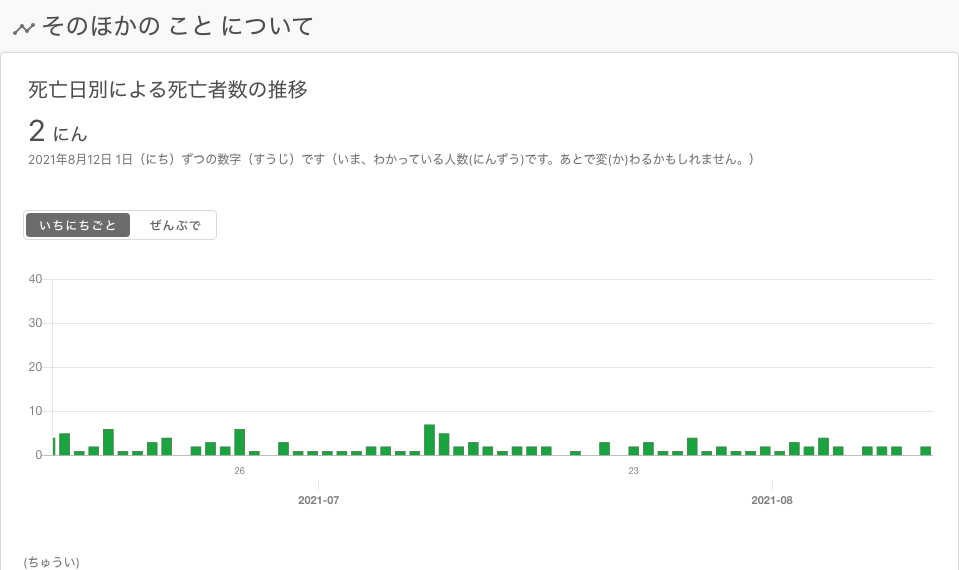 そのほかの こと について
死亡日別による死亡者数の推移
2 にん
2021年8月12日 1日（にち）ずつの数字（すうじ）です（いま、わかっている人数(にんずう)です。あとで変(か)わるかもしれません。）
いちにちごと ぜんぶで
40
30
20
10
0
26 23
2021-07 2021-08
(ちゅうい)